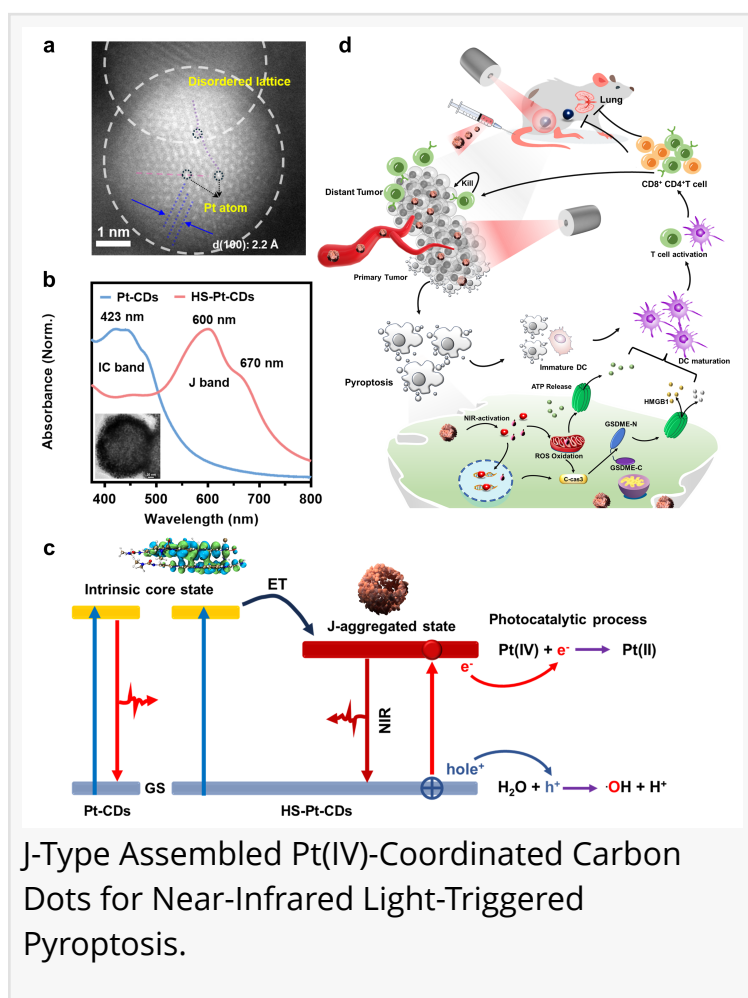 a
Disordered lattice
Pt atom
1 nm
d(100): 2.2 Å
b
Pt-CDs
HS-Pt-CDs
423 nm
600 nm
670 nm
IC band
J band
Absorbance (Norm.)
400
500
600
700
800
Wavelength (nm)
c
Intrinsic core state
ET
J-aggregated state
Photocatalytic process
Pt(IV) + e⁻
Pt(II)
e⁻
NIR
hole⁺
GS
H₂O + h⁺
·OH + H⁺
Pt-CDs
HS-Pt-CDs
d
Lung
Distant Tumor
Kill
CD8⁺ CD4⁺T cell
T cell activation
Primary Tumor
Pyroptosis
Immature DC
DC maturation
ATP Release
HMGB1
NIR-activation
GSDME-N
ROS Oxidation
GSDME-C
C-cas3
J-Type Assembled Pt(IV)-Coordinated Carbon
Dots for Near-Infrared Light-Triggered
Pyroptosis.